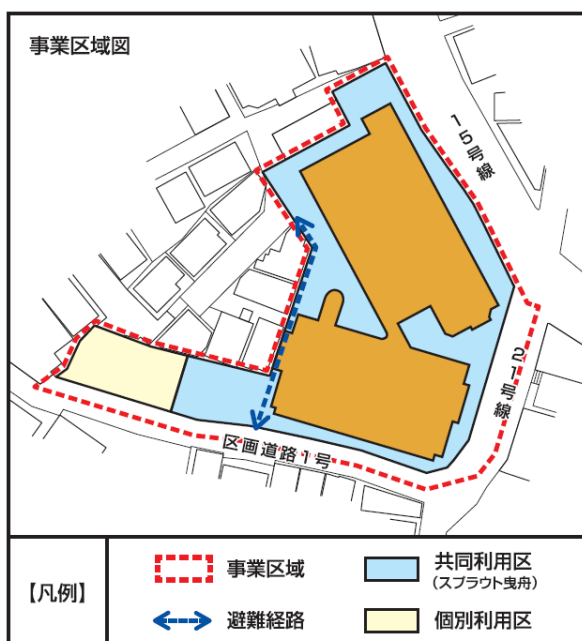 事業区域図
15号線
21号線
区画道路1号
【凡例】
事業区域
共同利用区
(スプラウト曳舟)
避難経路
個別利用区